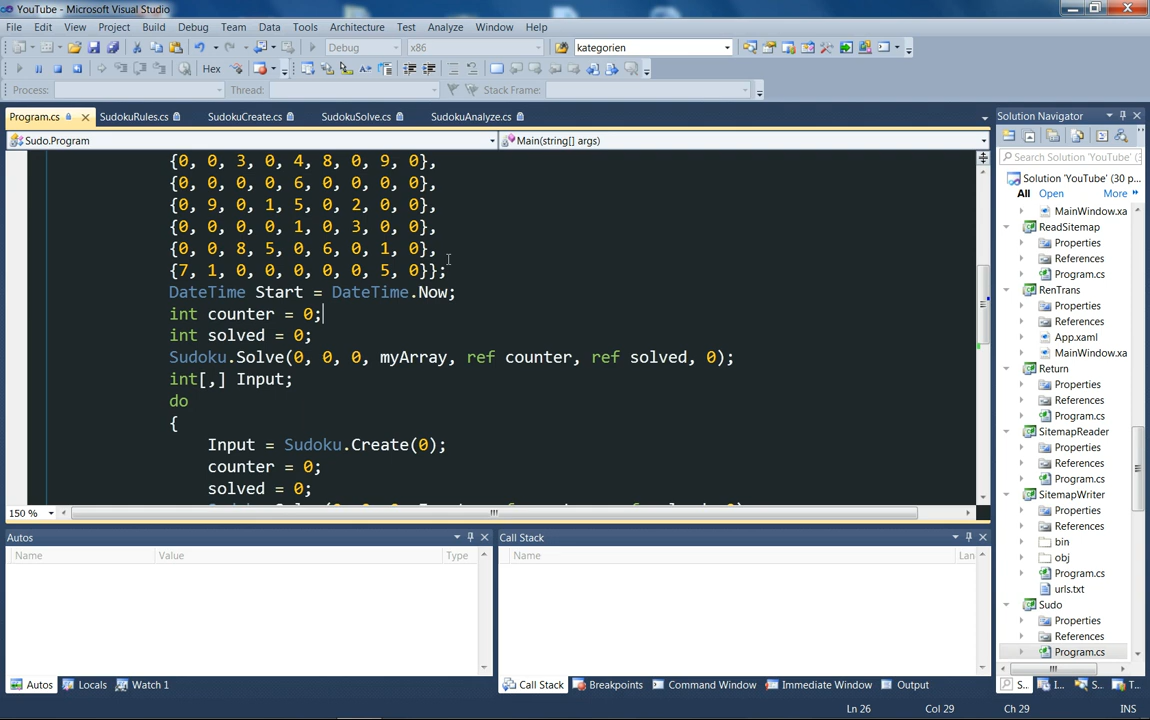 YouTube - Microsoft Visual Studio
File Edit View Project Build Debug Team Data Tools Architecture Test Analyze Window Help
Debug x86 kategorien
Hex
Process: Thread: Stack Frame:
Program.cs SudokuRules.cs SudokuCreate.cs SudokuSolve.cs SudokuAnalyze.cs
Sudo.Program Main(string[] args)
{0, 0, 3, 0, 4, 8, 0, 9, 0},
{0, 0, 0, 0, 6, 0, 0, 0, 0},
{0, 9, 0, 1, 5, 0, 2, 0, 0},
{0, 0, 0, 0, 1, 0, 3, 0, 0},
{0, 0, 8, 5, 0, 6, 0, 1, 0},
{7, 1, 0, 0, 0, 0, 0, 5, 0}};
DateTime Start = DateTime.Now;
int counter = 0;
int solved = 0;
Sudoku.Solve(0, 0, 0, myArray, ref counter, ref solved, 0);
int[,] Input;
do
{
Input = Sudoku.Create(0);
counter = 0;
solved = 0;
150 %
Solution Navigator
Search Solution 'YouTube' (3
Solution 'YouTube' (30 p...
All Open More
MainWindow.xa
ReadSitemap
Properties
References
Program.cs
RenTrans
Properties
References
App.xaml
MainWindow.xa
Return
Properties
References
Program.cs
SitemapReader
Properties
References
Program.cs
SitemapWriter
Properties
References
bin
obj
Program.cs
urls.txt
Sudo
Properties
References
Program.cs
S... I... S... T...
Autos
Name Value Type
Call Stack
Name Lan
Autos Locals Watch 1
Call Stack Breakpoints Command Window Immediate Window Output
Ln 26 Col 29 Ch 29 INS